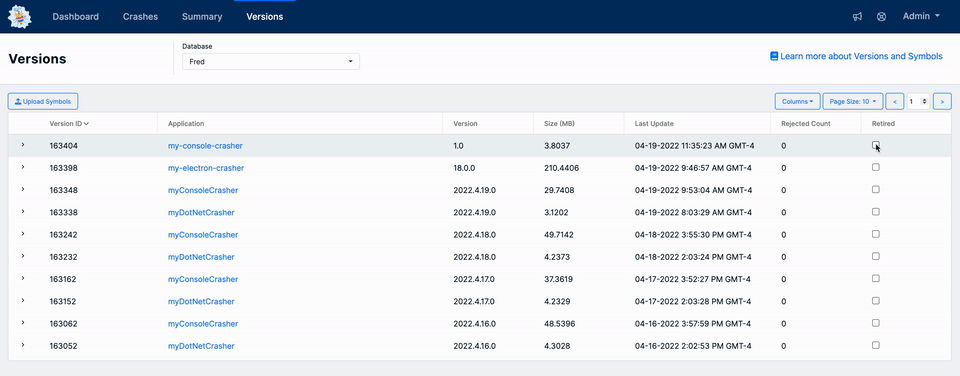 Dashboard Crashes Summary Versions Admin
Versions
Database
Fred
Learn more about Versions and Symbols
Upload Symbols Columns Page Size: 10 < 1 >
Version ID Application Version Size (MB) Last Update Rejected Count Retired
163404 my-console-crasher 1.0 3.8037 04-19-2022 11:35:23 AM GMT-4 0
163398 my-electron-crasher 18.0.0 210.4406 04-19-2022 9:46:57 AM GMT-4 0
163348 myConsoleCrasher 2022.4.19.0 29.7408 04-19-2022 9:53:04 AM GMT-4 0
163338 myDotNetCrasher 2022.4.19.0 3.1202 04-19-2022 8:03:29 AM GMT-4 0
163242 myConsoleCrasher 2022.4.18.0 49.7142 04-18-2022 3:55:30 PM GMT-4 0
163232 myDotNetCrasher 2022.4.18.0 4.2373 04-18-2022 2:03:24 PM GMT-4 0
163162 myConsoleCrasher 2022.4.17.0 37.3619 04-17-2022 3:52:27 PM GMT-4 0
163152 myDotNetCrasher 2022.4.17.0 4.2329 04-17-2022 2:03:28 PM GMT-4 0
163062 myConsoleCrasher 2022.4.16.0 48.5396 04-16-2022 3:57:59 PM GMT-4 0
163052 myDotNetCrasher 2022.4.16.0 4.3028 04-16-2022 2:02:53 PM GMT-4 0